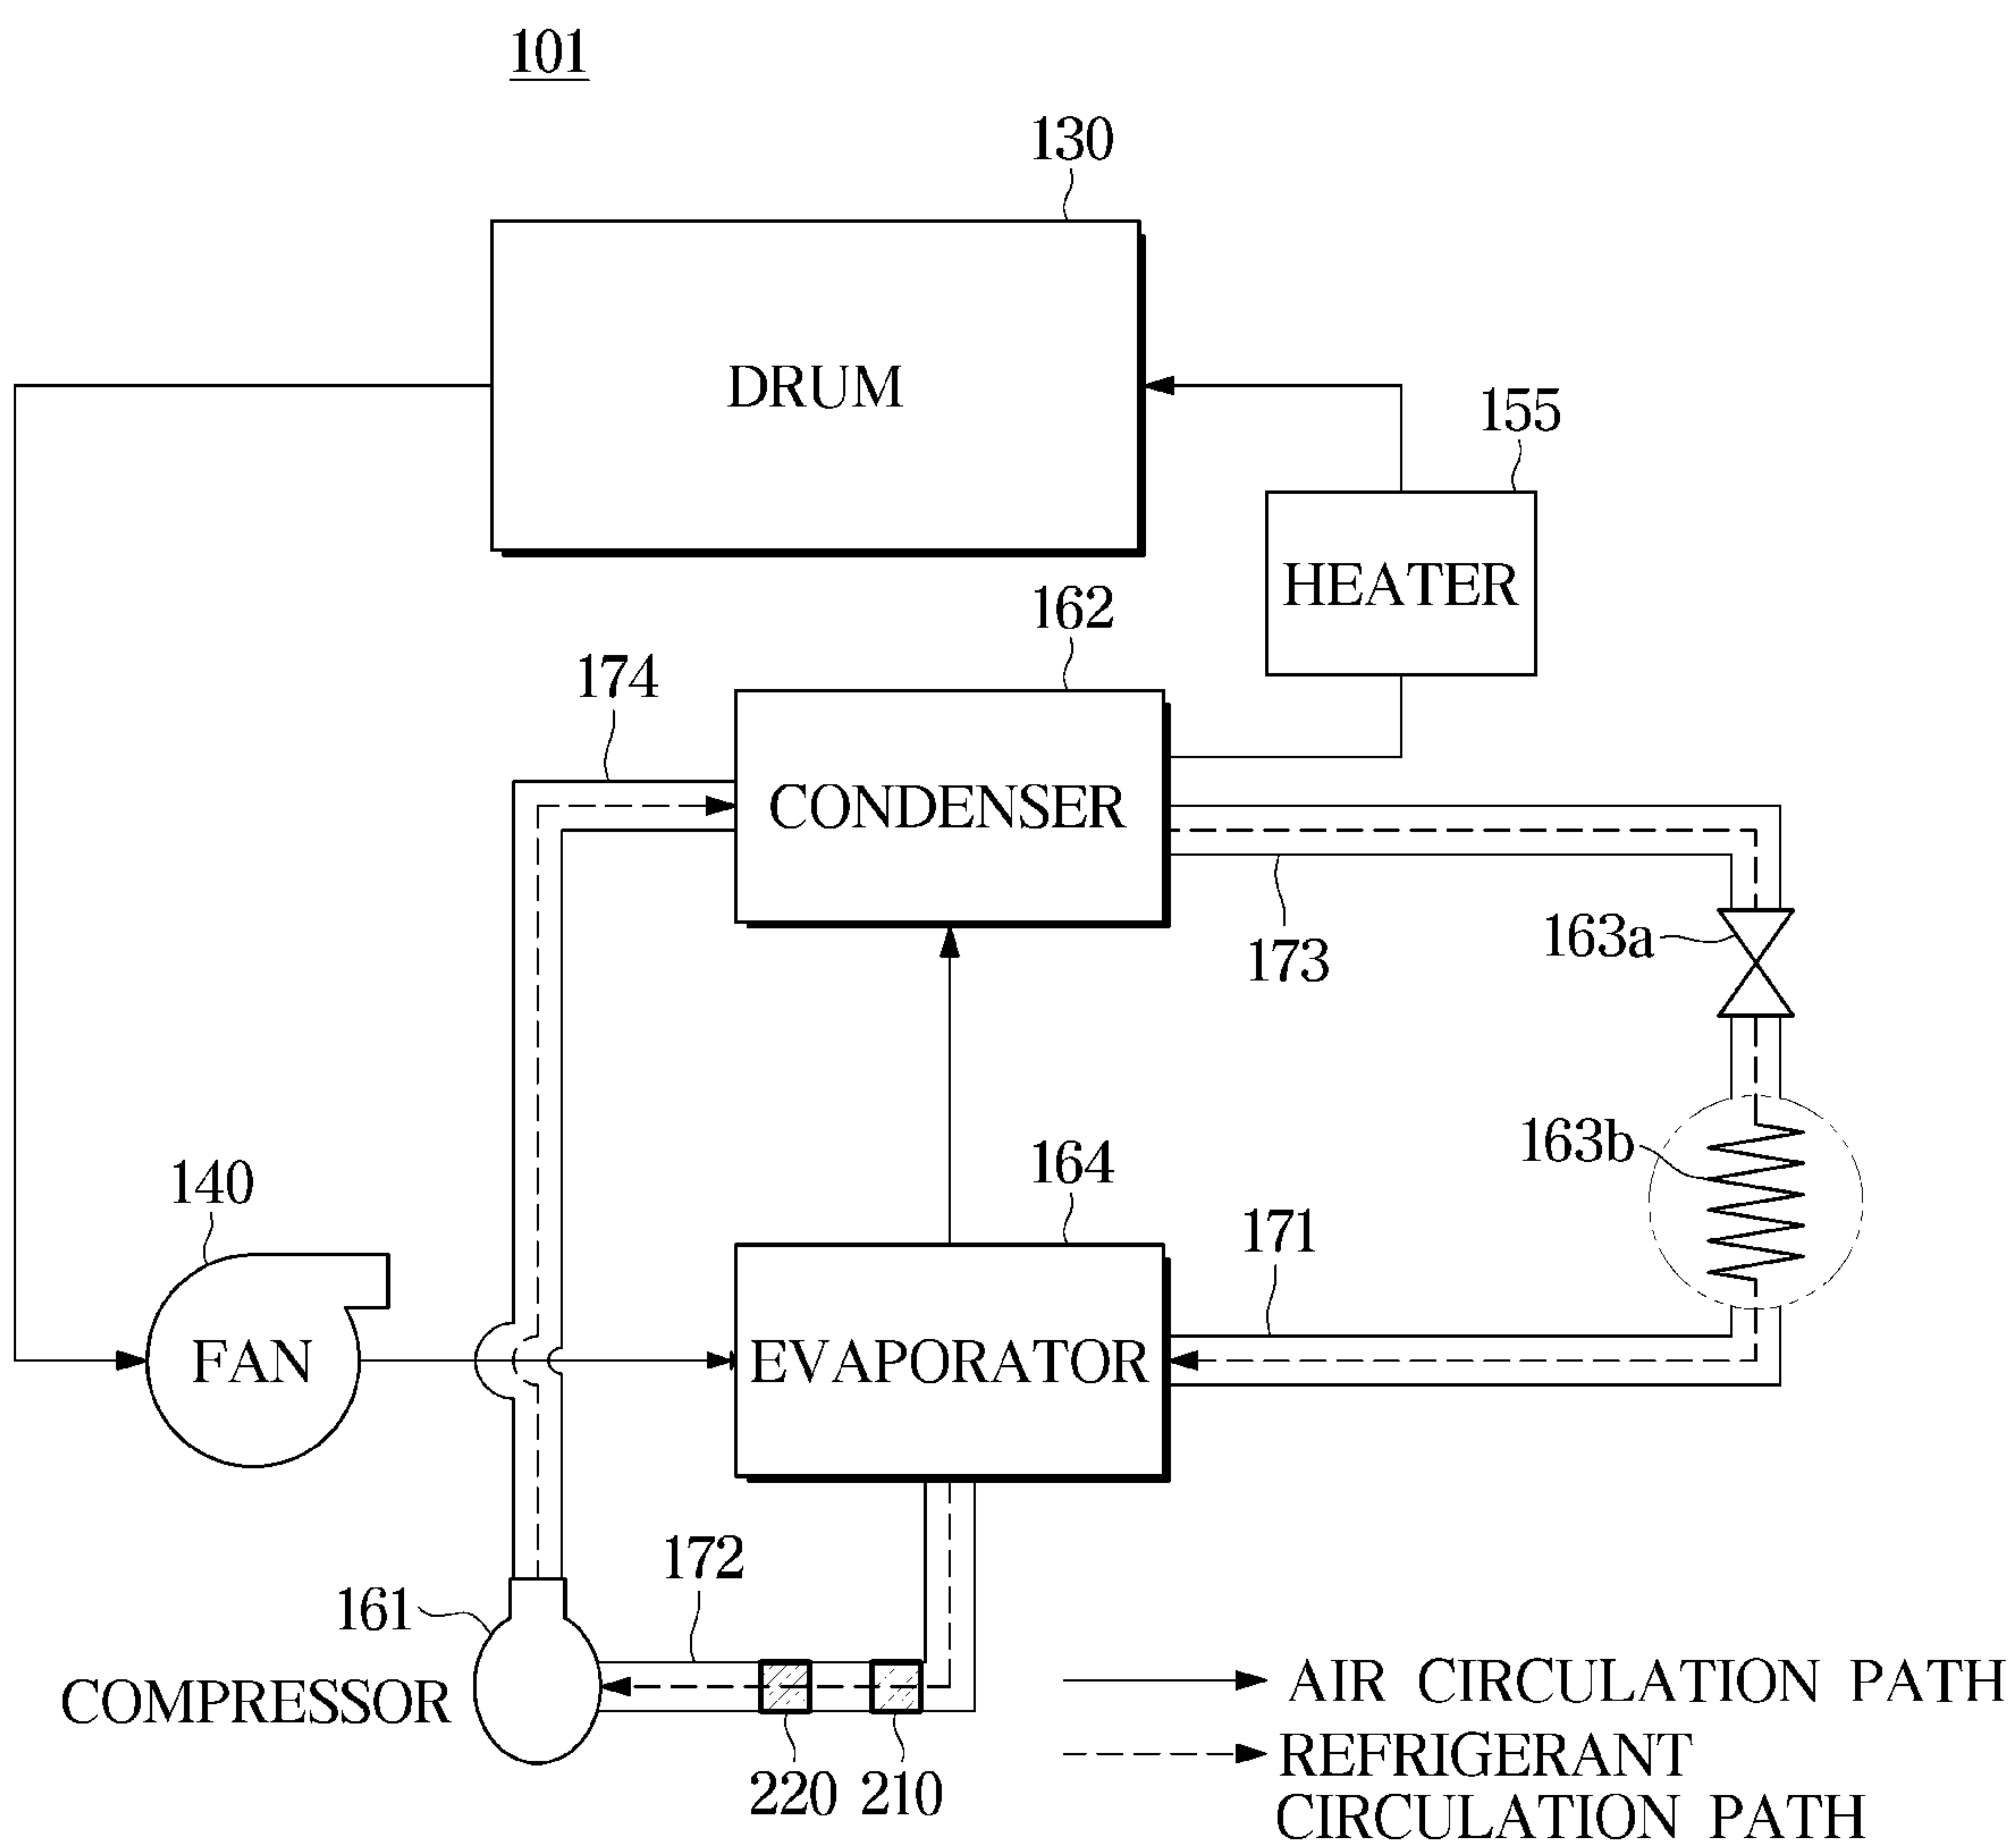 101
130
DRUM
155
HEATER
162
174
CONDENSER
173
163a
163b
140
164
171
FAN
EVAPORATOR
172
161
COMPRESSOR
220
210
AIR CIRCULATION PATH
REFRIGERANT
CIRCULATION PATH